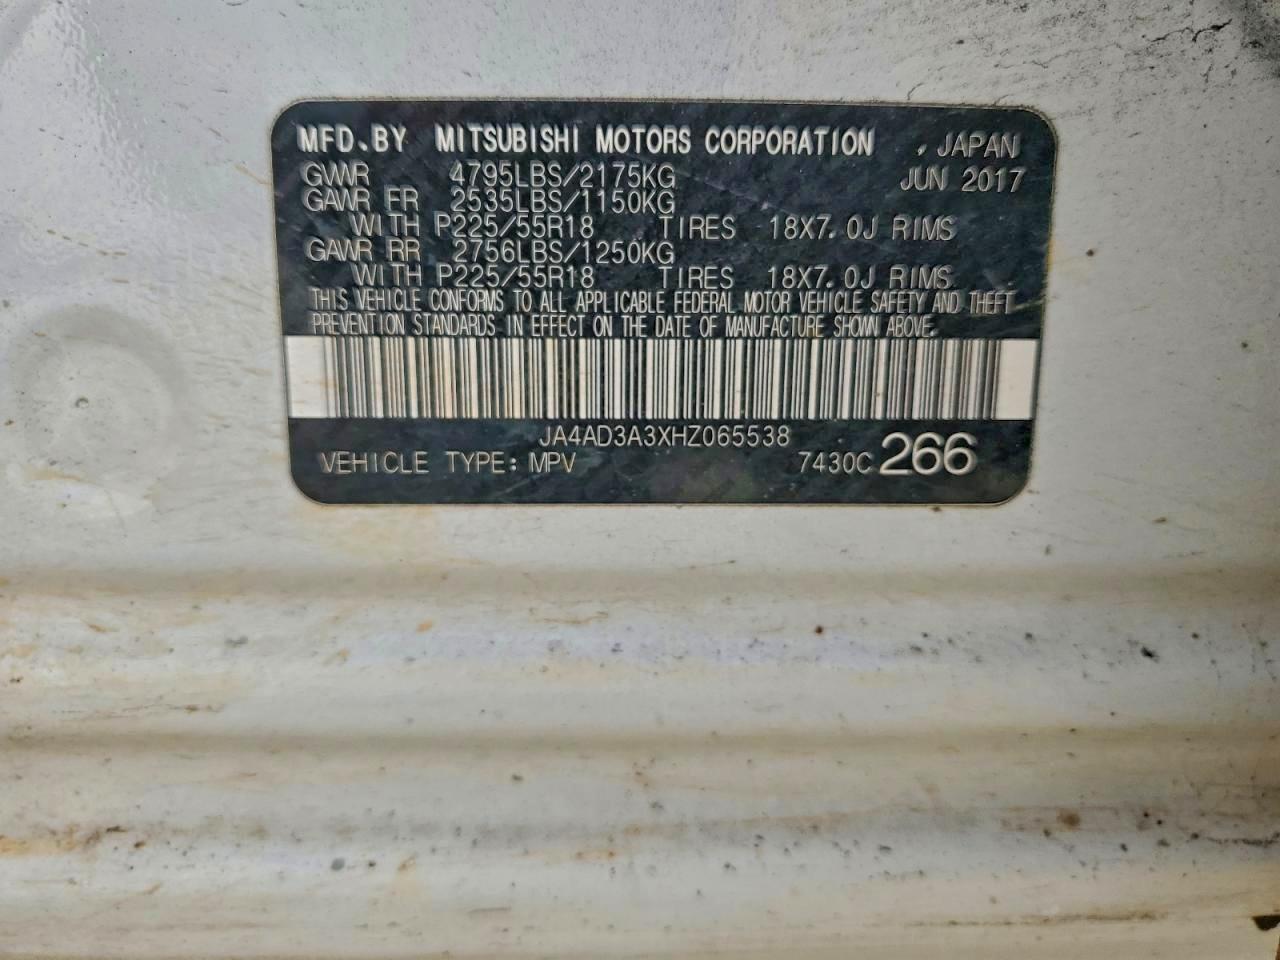 MFD.BY MITSUBISHI MOTORS CORPORATION , JAPAN
GVWR 4795LBS/2175KG JUN 2017
GAWR FR 2535LBS/1150KG
WITH P225/55R18 TIRES 18X7.0J RIMS
GAWR RR 2756LBS/1250KG
WITH P225/55R18 TIRES 18X7.0J RIMS
THIS VEHICLE CONFORMS TO ALL APPLICABLE FEDERAL MOTOR VEHICLE SAFETY AND THEFT
PREVENTION STANDARDS IN EFFECT ON THE DATE OF MANUFACTURE SHOWN ABOVE.
JA4AD3A3XHZ065538
VEHICLE TYPE: MPV 7430C 266